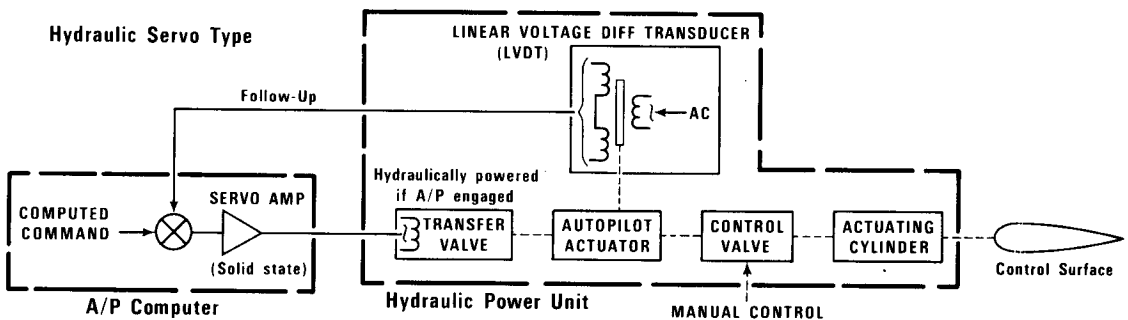 Hydraulic Servo Type
LINEAR VOLTAGE DIFF TRANSDUCER
(LVDT)
Follow-Up
AC
Hydraulically powered
if A/P engaged
SERVO AMP
COMPUTED
COMMAND
(Solid state)
TRANSFER
VALVE
AUTOPILOT
ACTUATOR
CONTROL
VALVE
ACTUATING
CYLINDER
Control Surface
A/P Computer
Hydraulic Power Unit
MANUAL CONTROL